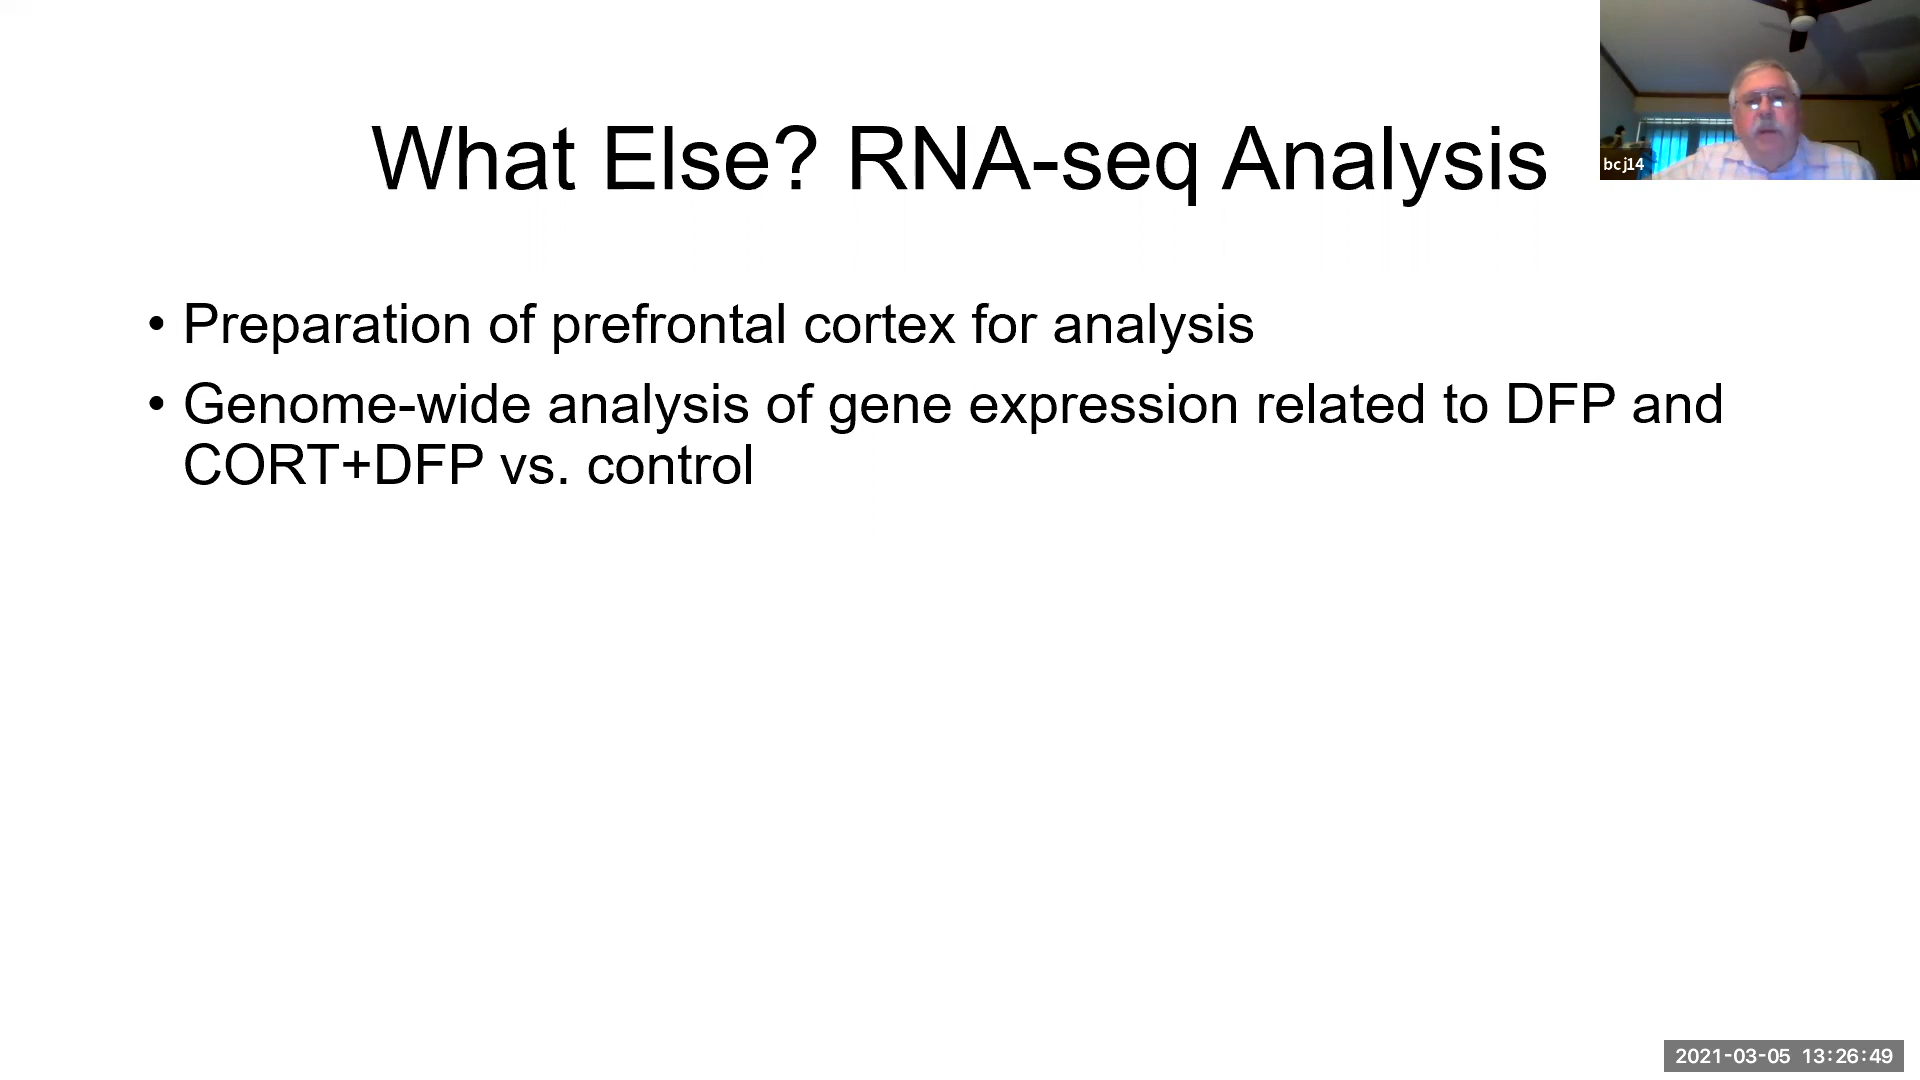 What Else? RNA-seq Analysis
bcj14
• Preparation of prefrontal cortex for analysis
• Genome-wide analysis of gene expression related to DFP and
CORT+DFP vs. control
2021-03-05 13:26:49